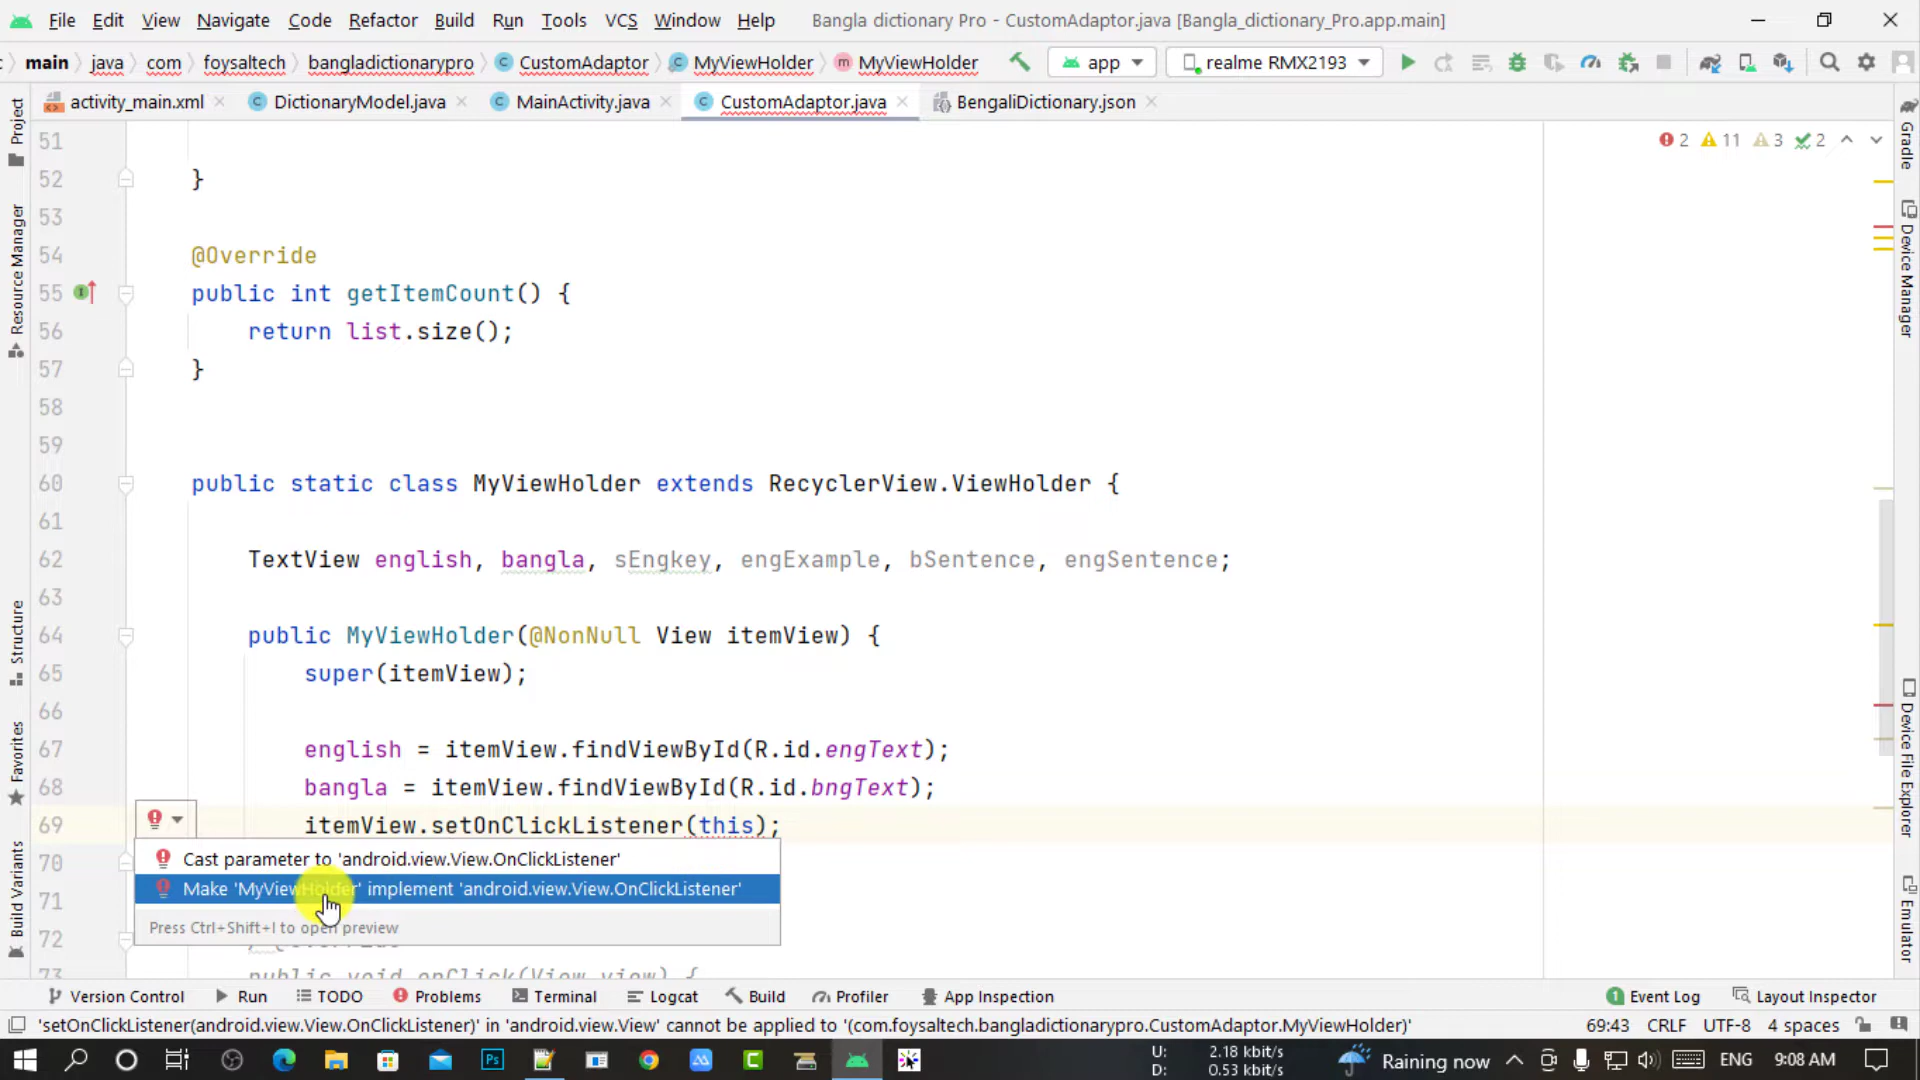 File Edit View Navigate Code Refactor Build Run Tools VCS Window Help Bangla dictionary Pro - CustomAdaptor.java [Bangla_dictionary_Pro.app.main]
main java com foysaltech bangladictionarypro CustomAdaptor MyViewHolder MyViewHolder app realme RMX2193
activity_main.xml DictionaryModel.java MainActivity.java CustomAdaptor.java BengaliDictionary.json
2 11 3 2
51
52 }
53
54 @Override
55 public int getItemCount() {
56 return list.size();
57 }
58
59
60 public static class MyViewHolder extends RecyclerView.ViewHolder {
61
62 TextView english, bangla, sEngkey, engExample, bSentence, engSentence;
63
64 public MyViewHolder(@NonNull View itemView) {
65 super(itemView);
66
67 english = itemView.findViewById(R.id.engText);
68 bangla = itemView.findViewById(R.id.bngText);
69 itemView.setOnClickListener(this);
70
Cast parameter to 'android.view.View.OnClickListener'
71
Make 'MyViewHolder' implement 'android.view.View.OnClickListener'
Press Ctrl+Shift+I to open preview
72
73 public void onClick(View view) {
Project
Resource Manager
Structure
Favorites
Build Variants
Gradle
Device Manager
Device File Explorer
Emulator
Version Control Run TODO Problems Terminal Logcat Build Profiler App Inspection 1 Event Log Layout Inspector
'setOnClickListener(android.view.View.OnClickListener)' in 'android.view.View' cannot be applied to '(com.foysaltech.bangladictionarypro.CustomAdaptor.MyViewHolder)' 69:43 CRLF UTF-8 4 spaces
U: 2.18 kbit/s
D: 0.53 kbit/s
Raining now ENG 9:08 AM